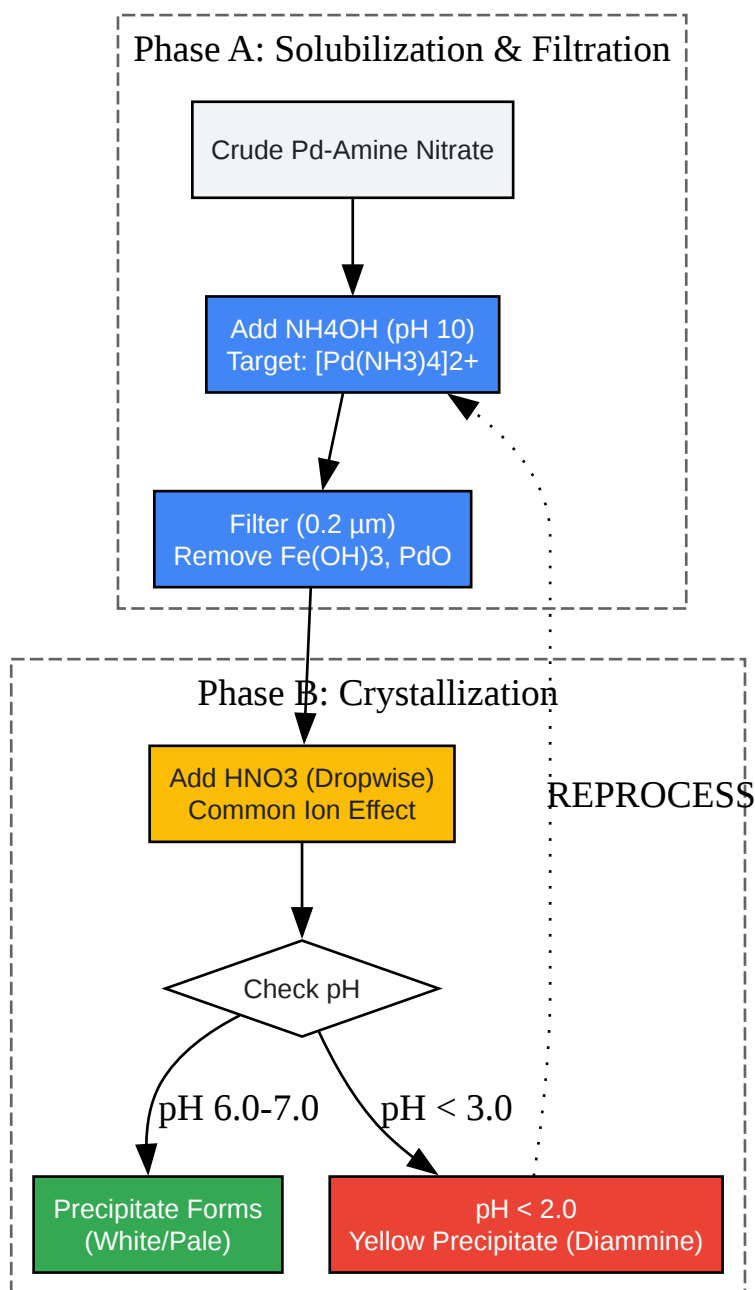 Phase A: Solubilization & Filtration
Crude Pd-Amine Nitrate
Add NH4OH (pH 10)
Target: [Pd(NH3)4]2+
Filter (0.2 µm)
Remove Fe(OH)3, PdO
Phase B: Crystallization
Add HNO3 (Dropwise)
Common Ion Effect
REPROCESS
Check pH
pH 6.0-7.0
pH < 3.0
Precipitate Forms
(White/Pale)
pH < 2.0
Yellow Precipitate (Diammine)